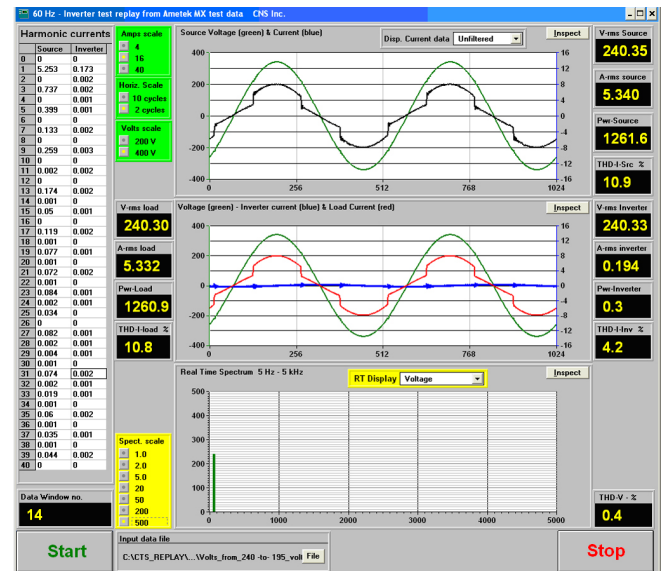 60 Hz - Inverter test replay from Ametek MX test data CNS Inc.
Harmonic currents
Source Inverter
0 0 0
1 5.253 0.173
2 0 0.002
3 0.737 0.002
4 0 0.001
5 0.399 0.001
6 0 0
7 0.133 0.002
8 0 0
9 0.259 0.003
10 0 0
11 0.002 0.002
12 0 0
13 0.174 0.002
14 0.001 0
15 0.05 0.001
16 0 0
17 0.119 0.002
18 0.001 0
19 0.077 0.001
20 0.001 0
21 0.072 0.002
22 0.001 0
23 0.084 0.001
24 0.002 0.001
25 0.034 0
26 0 0
27 0.082 0.001
28 0.002 0.001
29 0.004 0.001
30 0.001 0
31 0.074 0.002
32 0.002 0.001
33 0.019 0.001
34 0.001 0
35 0.06 0.002
36 0.001 0
37 0.035 0.001
38 0.001 0
39 0.044 0.002
40 0 0
Data Window no.
14
Start
Amps scale
4
16
40
Horiz. Scale
10 cycles
2 cycles
Volts scale
200 V
400 V
V-rms load
240.30
A-rms load
5.332
Pwr-Load
1260.9
THD-I-load %
10.8
Spect. scale
1.0
2.0
5.0
20
50
200
500
Source Voltage (green) & Current (blue)
Disp. Current data Unfiltered
Inspect
400
200
0
-200
-400
16
12
8
4
0
-4
-8
-12
-16
0 256 512 768 1024
Voltage (green) - Inverter current (blue) & Load Current (red)
Inspect
400
200
0
-200
-400
16
12
8
4
0
-4
-8
-12
-16
0 256 512 768 1024
Real Time Spectrum 5 Hz - 5 kHz
RT Display Voltage
Inspect
500
400
300
200
100
0
0 1000 2000 3000 4000 5000
Input data file
C:\CTS_REPLAY\...\Volts_from_240 -to- 195_volt
File
V-rms Source
240.35
A-rms source
5.340
Pwr-Source
1261.6
THD-I-Src %
10.9
V-rms Inverter
240.33
A-rms inverter
0.194
Pwr-Inverter
0.3
THD-I-Inv %
4.2
THD-V - %
0.4
Stop